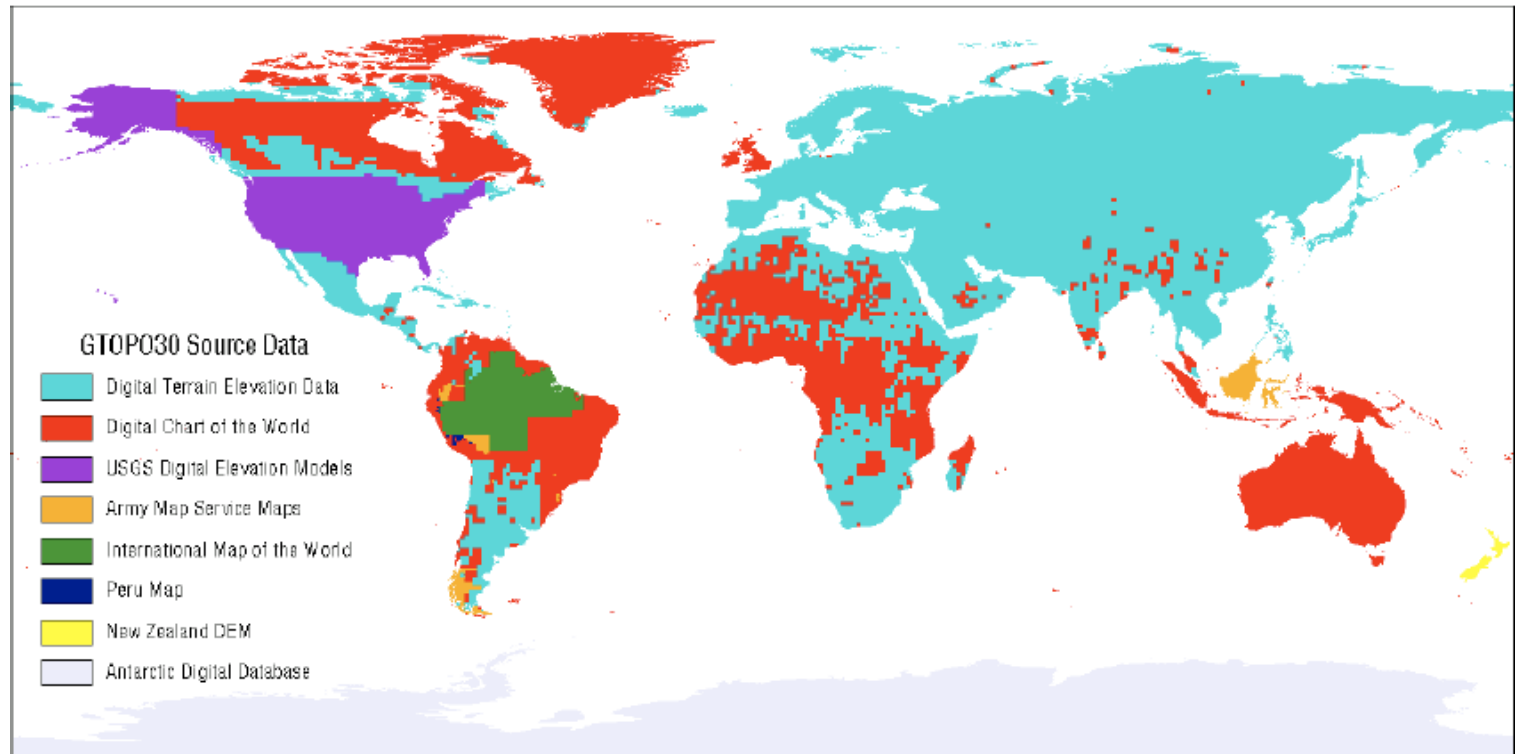 GTOPO30 Source Data
Digital Terrain Elevation Data
Digital Chart of the World
USGS Digital Elevation Models
Army Map Service Maps
International Map of the World
Peru Map
New Zealand DEM
Antarctic Digital Database